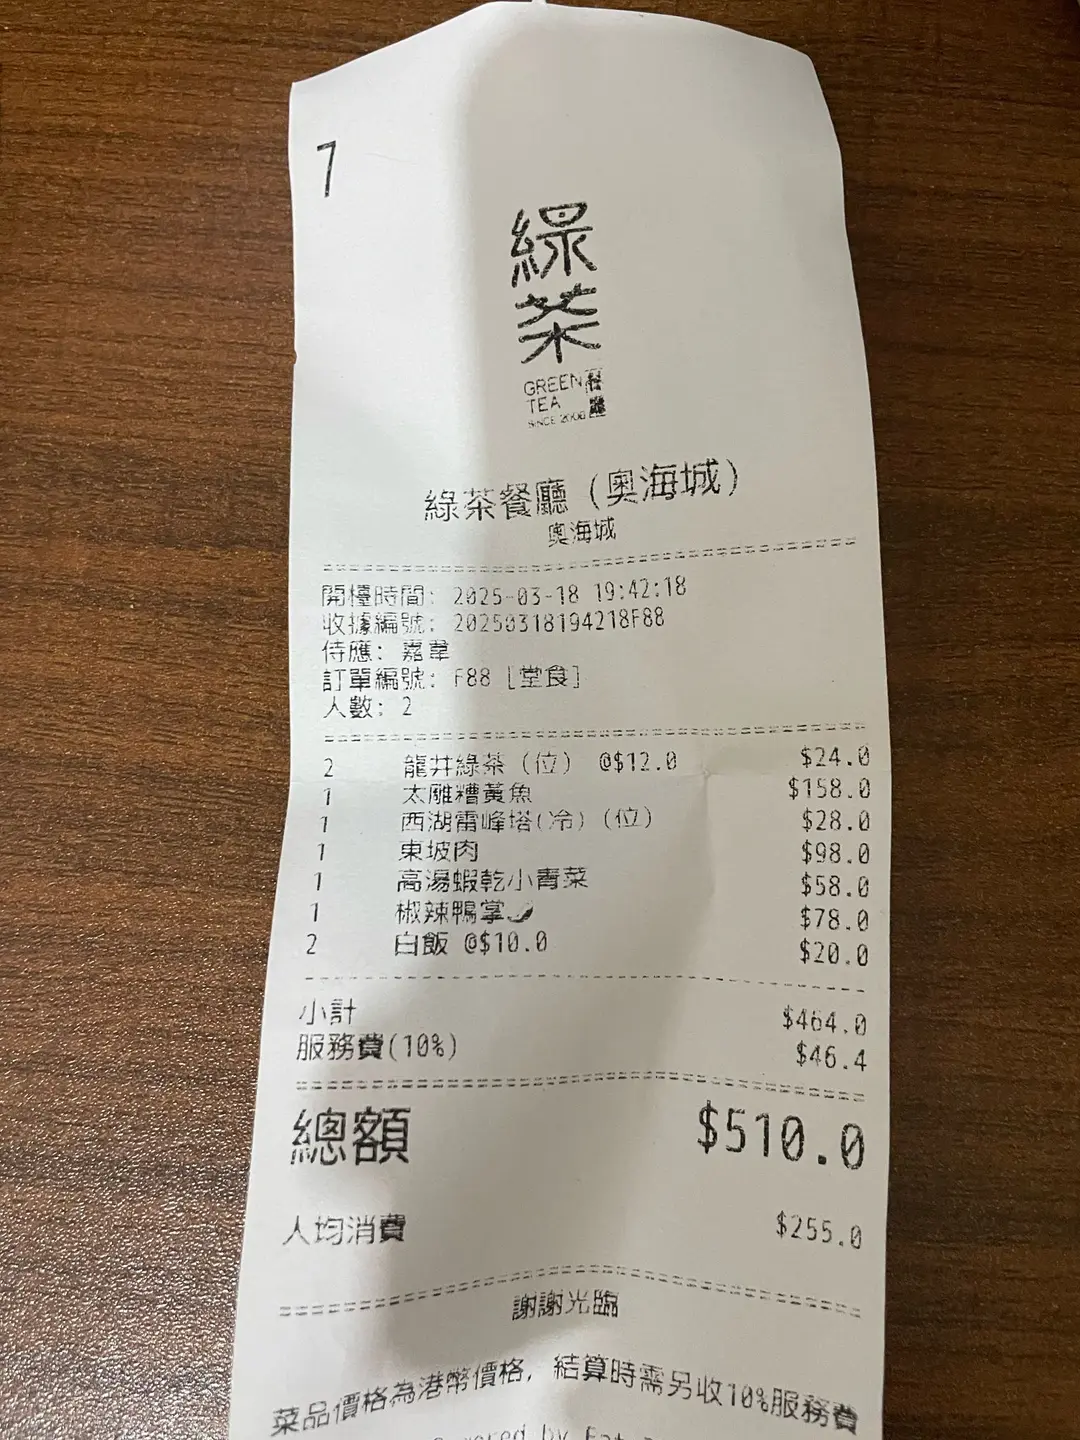 7
綠
茶
GREEN
TEA
SINCE 2008
綠茶餐廳 (奧海城)
奧海城
開檯時間: 2025-03-18 19:42:18
收據編號: 20250318194218F88
侍應: 嘉韋
訂單編號: F88 [堂食]
人數: 2
2 龍井綠茶 (位) @$12.0 $24.0
1 太雕糟黃魚 $158.0
1 西湖雷峰塔(冷) (位) $28.0
1 東坡肉 $98.0
1 高湯蝦乾小青菜 $58.0
1 椒辣鴨掌🌶 $78.0
2 白飯 @$10.0 $20.0
小計 $464.0
服務費(10%) $46.4
總額 $510.0
人均消費 $255.0
謝謝光臨
菜品價格為港幣價格, 結算時需另收10%服務費